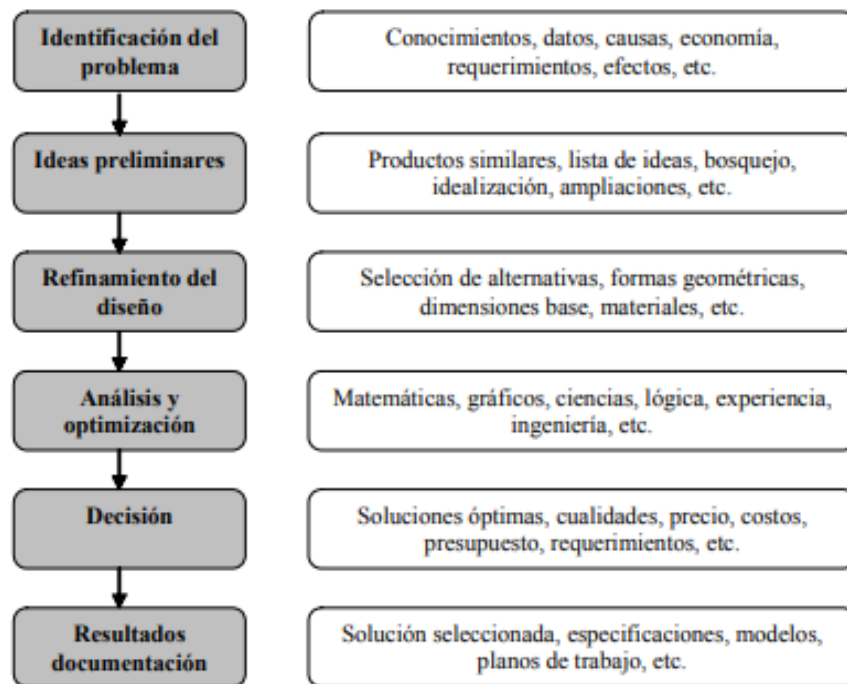 Identificación del
problema
Conocimientos, datos, causas, economía,
requerimientos, efectos, etc.
Ideas preliminares
Productos similares, lista de ideas, bosquejo,
idealización, ampliaciones, etc.
Refinamiento del
diseño
Selección de alternativas, formas geométricas,
dimensiones base, materiales, etc.
Análisis y
optimización
Matemáticas, gráficos, ciencias, lógica, experiencia,
ingeniería, etc.
Decisión
Soluciones óptimas, cualidades, precio, costos,
presupuesto, requerimientos, etc.
Resultados
documentación
Solución seleccionada, especificaciones, modelos,
planos de trabajo, etc.